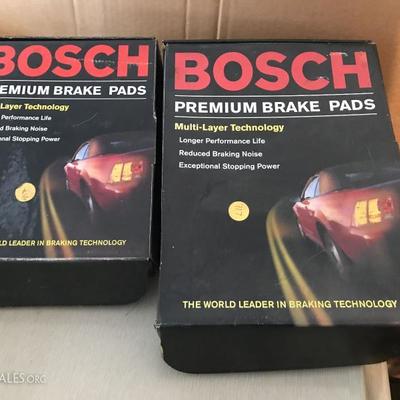 BOSCH
EMIUM BRAKE PADS
Layer Technology
Performance Life
d Braking Noise
onal Stopping Power
LD LEADER IN BRAKING TECHNOLOGY
BOSCH
PREMIUM BRAKE PADS
Multi-Layer Technology
Longer Performance Life
Reduced Braking Noise
Exceptional Stopping Power
THE WORLD LEADER IN BRAKING TECHNOLOGY
ALES.ORG